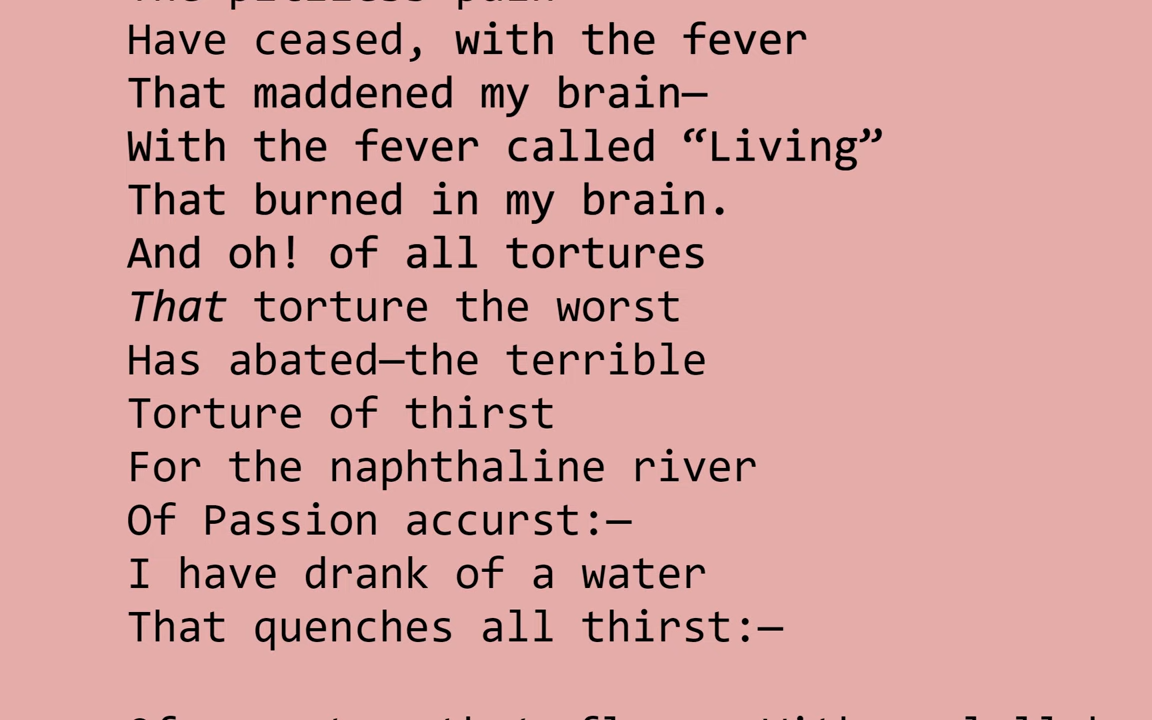 Have ceased, with the fever
That maddened my brain—
With the fever called “Living”
That burned in my brain.
And oh! of all tortures
That torture the worst
Has abated—the terrible
Torture of thirst
For the naphthaline river
Of Passion accurst:—
I have drank of a water
That quenches all thirst:—